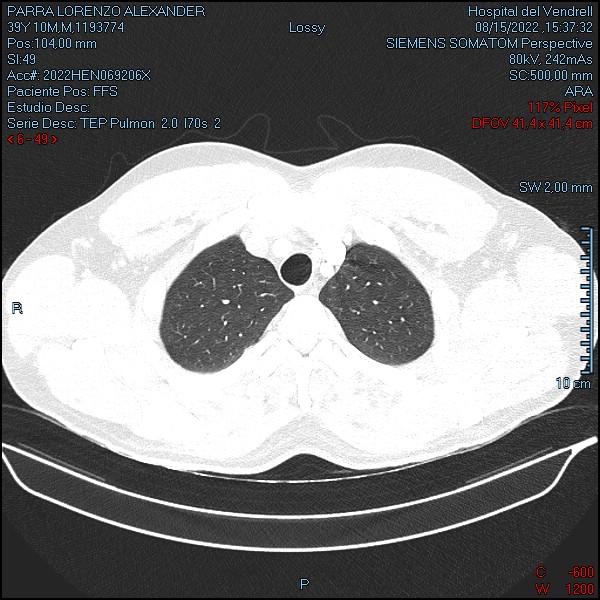 PARRA LORENZO ALEXANDER
39Y 10M,M,1193774
Pos:104,00 mm
SI:49
Acc#: 2022HEN069206X
Paciente Pos: FFS
Estudio Desc:
Serie Desc: TEP Pulmon 2.0 I70s 2
< 6 - 49 >
Lossy
Hospital del Vendrell
08/15/2022 ,15:37:32
SIEMENS SOMATOM Perspective
80kV, 242mAs
SC:500,00 mm
ARA
117% Pixel
DFOV 41,4 x 41,4 cm
SW 2,00 mm
R
10 cm
P
C -600
W 1200